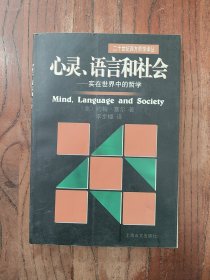 二十世纪西方哲学译丛
心灵、语言和社会
——实在世界中的哲学
Mind, Language and Society
约翰·塞尔 著
李步楼 译
上海译文出版社